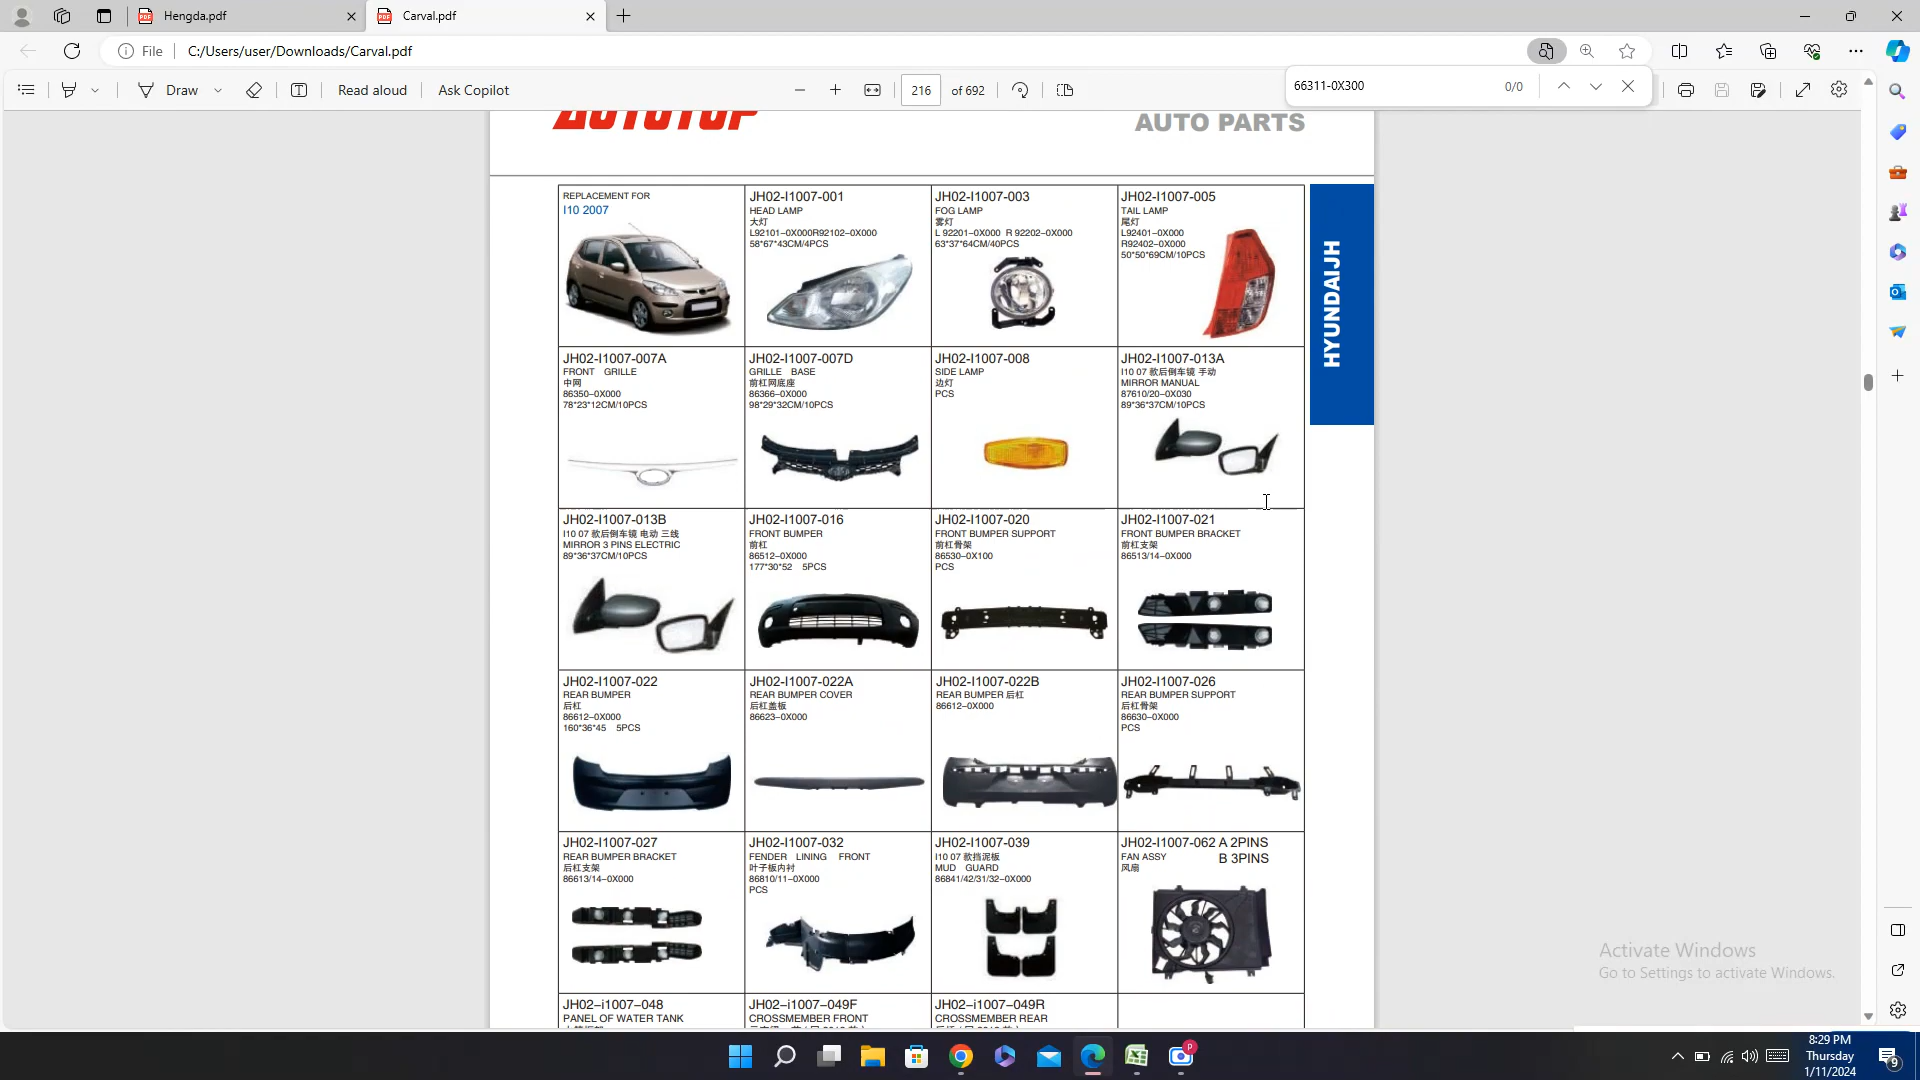 Hengda.pdf
Carval.pdf
File
C:/Users/user/Downloads/Carval.pdf
66311-0X300
0/0
Draw
Read aloud
Ask Copilot
216
of 692
AUTOTOP
AUTO PARTS
REPLACEMENT FOR
I10 2007
JH02-I1007-001
HEAD LAMP
大灯
L92101-0X000R92102-0X000
58*67*43CM/4PCS
JH02-I1007-003
FOG LAMP
雾灯
L 92201-0X000 R 92202-0X000
63*37*64CM/40PCS
JH02-I1007-005
TAIL LAMP
尾灯
L92401-0X000
R92402-0X000
50*50*69CM/10PCS
HYUNDAIJH
JH02-I1007-007A
FRONT GRILLE
中网
86350-0X000
78*23*12CM/10PCS
JH02-I1007-007D
GRILLE BASE
前杠网底座
86366-0X000
98*29*32CM/10PCS
JH02-I1007-008
SIDE LAMP
边灯
PCS
JH02-I1007-013A
I10 07 款后倒车镜 手动
MIRROR MANUAL
87610/20-0X030
89*36*37CM/10PCS
JH02-I1007-013B
I10 07 款后倒车镜 电动 三线
MIRROR 3 PINS ELECTRIC
89*36*37CM/10PCS
JH02-I1007-016
FRONT BUMPER
前杠
86512-0X000
177*30*52 5PCS
JH02-I1007-020
FRONT BUMPER SUPPORT
前杠骨架
86530-0X100
PCS
JH02-I1007-021
FRONT BUMPER BRACKET
前杠支架
86513/14-0X000
JH02-I1007-022
REAR BUMPER
后杠
86612-0X000
160*36*45 5PCS
JH02-I1007-022A
REAR BUMPER COVER
后杠盖板
86623-0X000
JH02-I1007-022B
REAR BUMPER 后杠
86612-0X000
JH02-I1007-026
REAR BUMPER SUPPORT
后杠骨架
86630-0X000
PCS
JH02-I1007-027
REAR BUMPER BRACKET
后杠支架
86613/14-0X000
JH02-I1007-032
FENDER LINING FRONT
叶子板内衬
86810/11-0X000
PCS
JH02-I1007-039
I10 07 款挡泥板
MUD GUARD
86841/42/31/32-0X000
JH02-I1007-062 A 2PINS
B 3PINS
FAN ASSY
风扇
JH02-i1007-048
PANEL OF WATER TANK
JH02-i1007-049F
CROSSMEMBER FRONT
JH02-i1007-049R
CROSSMEMBER REAR
Activate Windows
Go to Settings to activate Windows.
8:29 PM
Thursday
1/11/2024
9